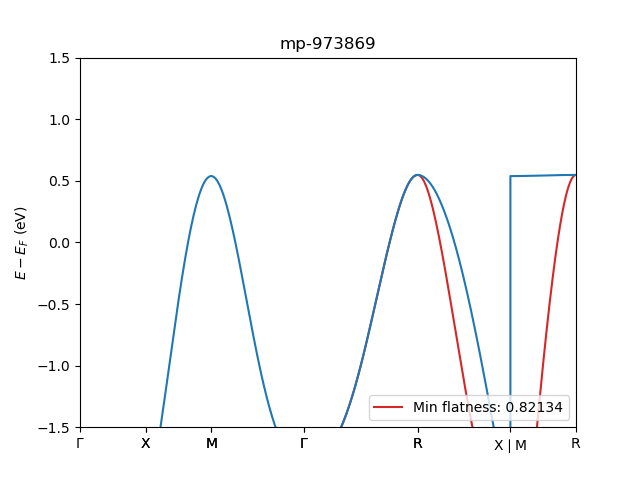 mp-973869
1.5
1.0
0.5
0.0
−0.5
−1.0
−1.5
E − E_F (eV)
Min flatness: 0.82134
Γ X M Γ R X | M R